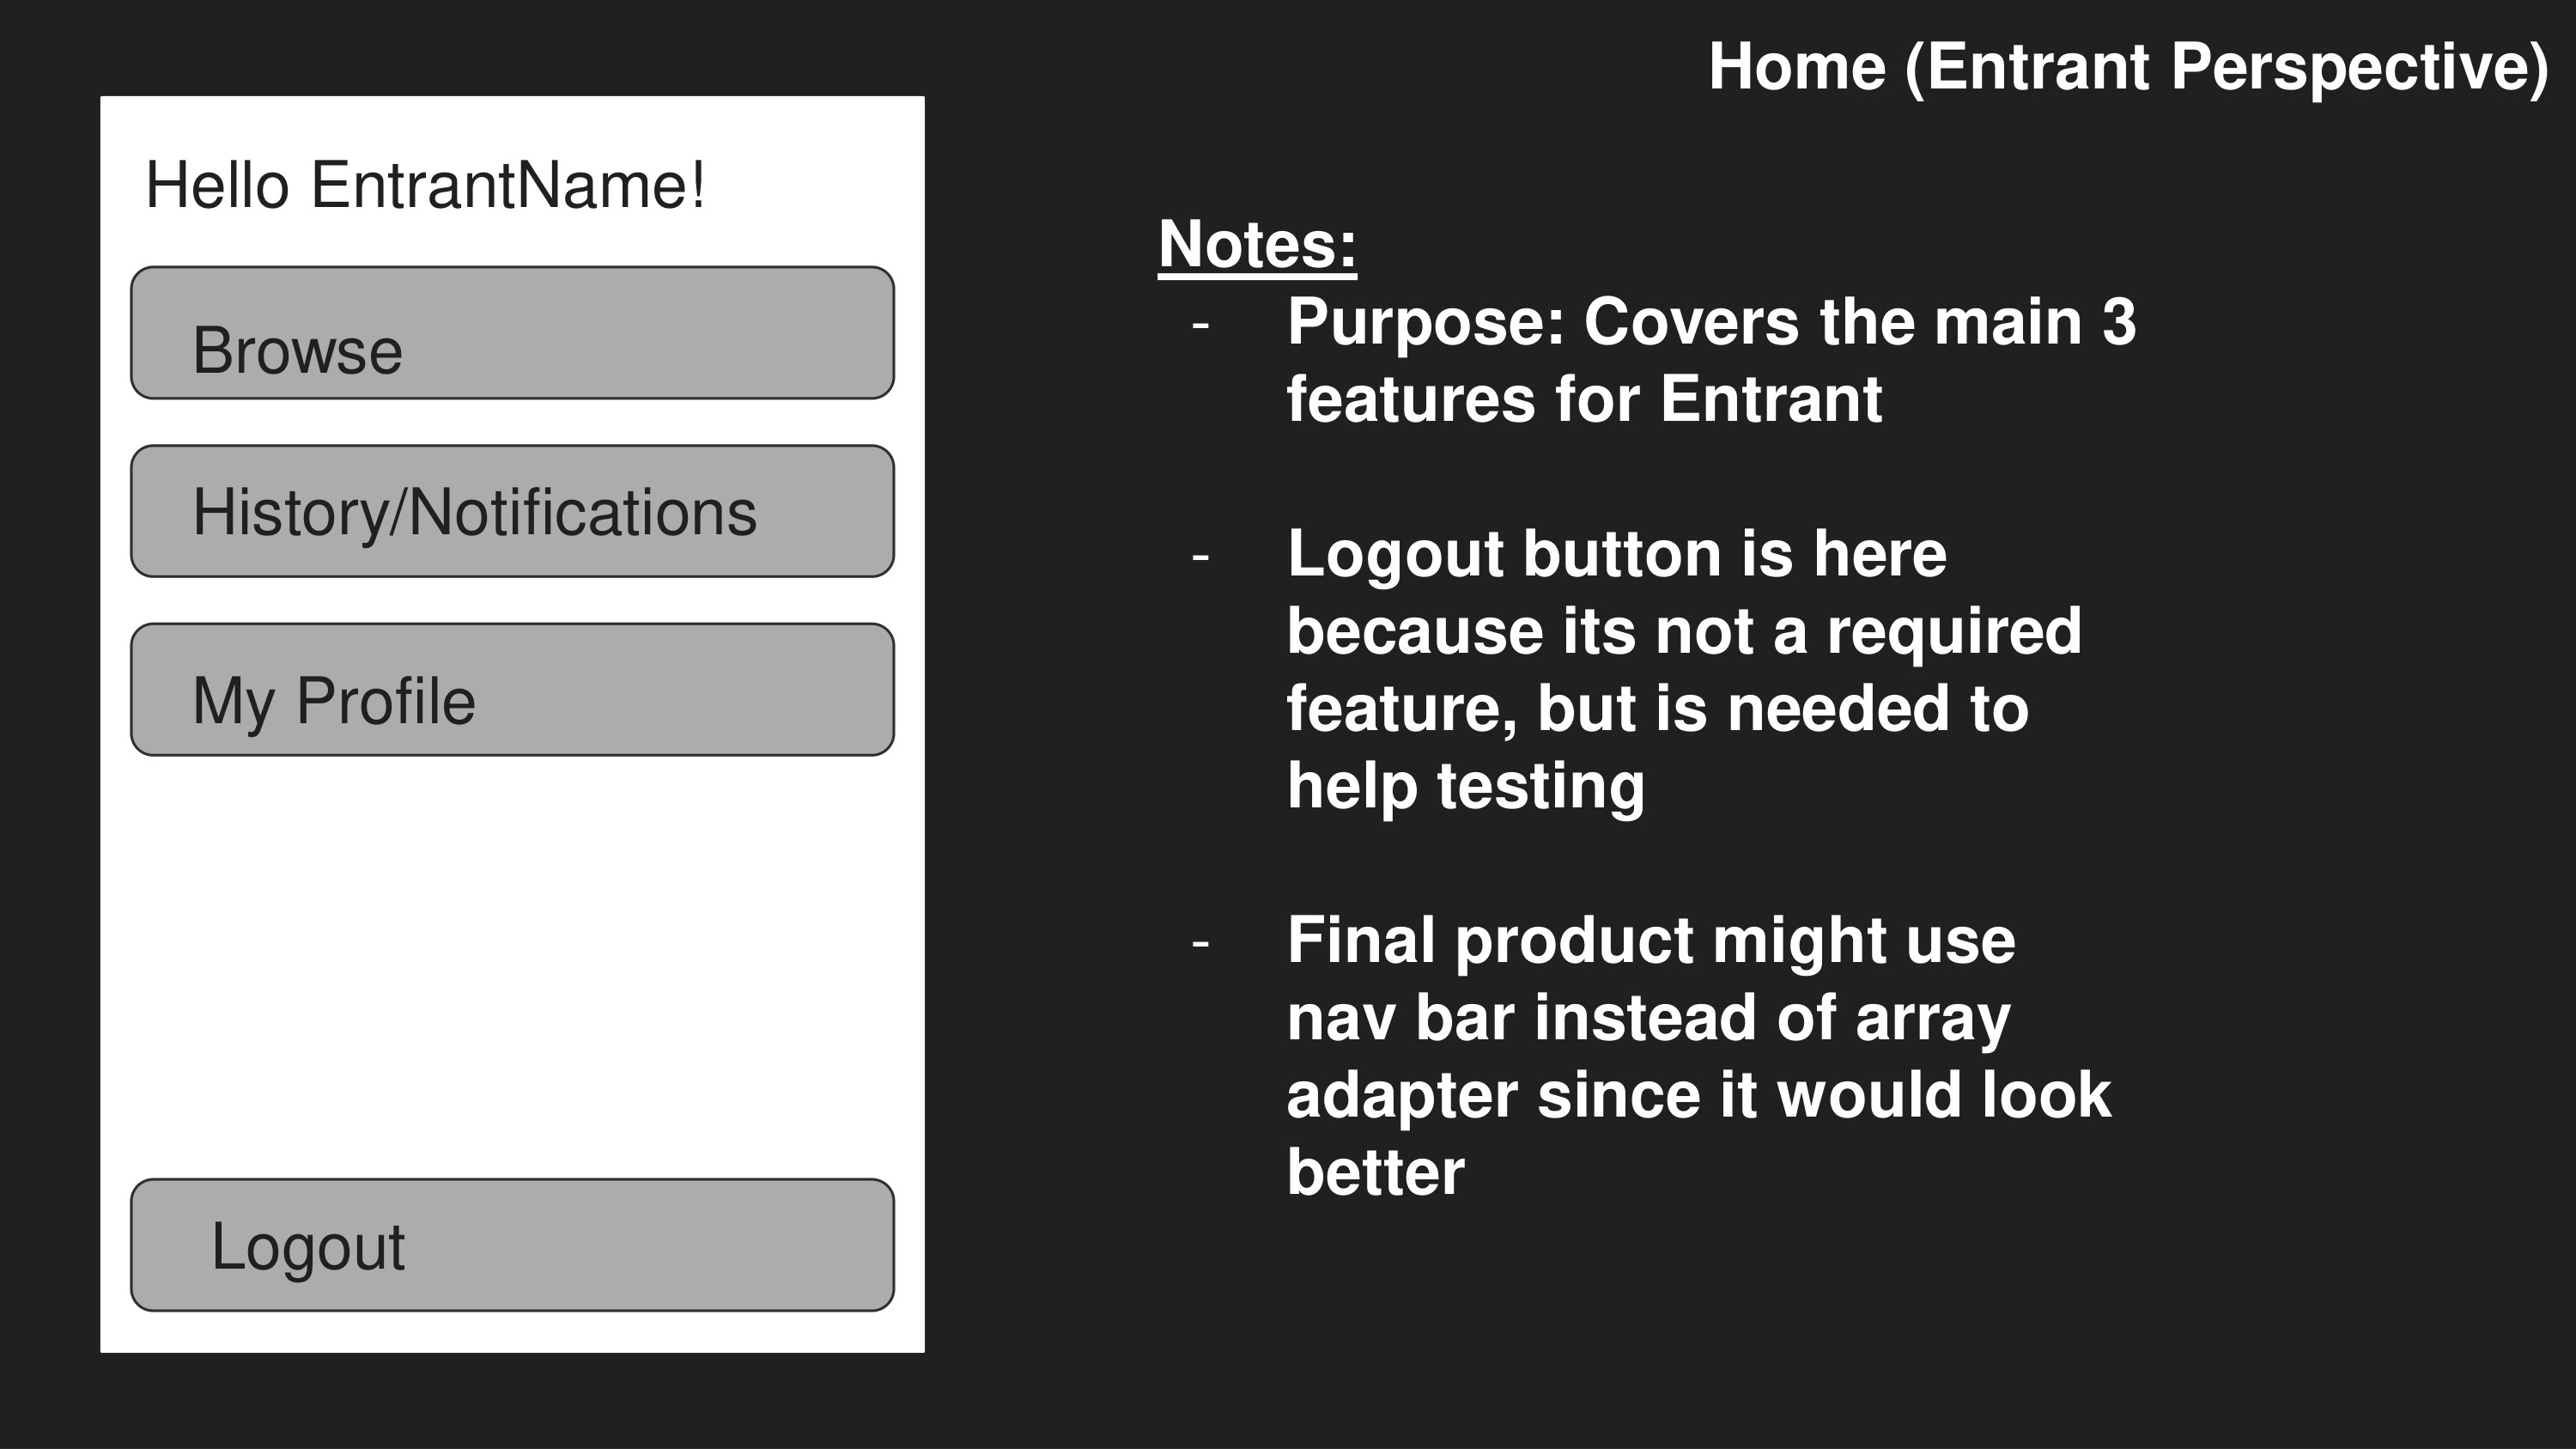 Home (Entrant Perspective)
Hello EntrantName!
Browse
History/Notifications
My Profile
Logout
Notes:
- Purpose: Covers the main 3
features for Entrant
- Logout button is here
because its not a required
feature, but is needed to
help testing
- Final product might use
nav bar instead of array
adapter since it would look
better